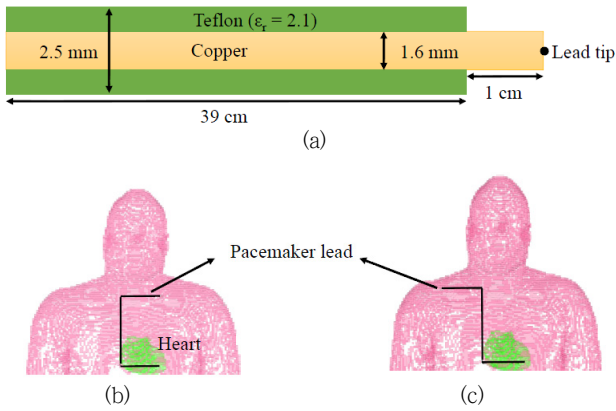 Teflon (εr = 2.1)
2.5 mm
Copper
1.6 mm
Lead tip
1 cm
39 cm
(a)
Pacemaker lead
Heart
(b)
(c)